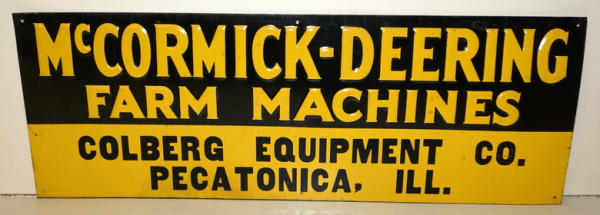 McCORMICK-DEERING
FARM MACHINES
COLBERG EQUIPMENT CO.
PECATONICA, ILL.